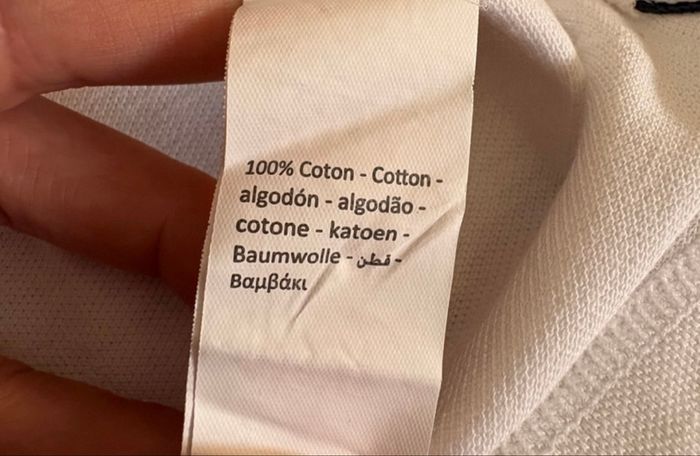 100% Coton - Cotton -
algodón - algodão -
cotone - katoen -
Baumwolle - قطن -
Βαμβάκι